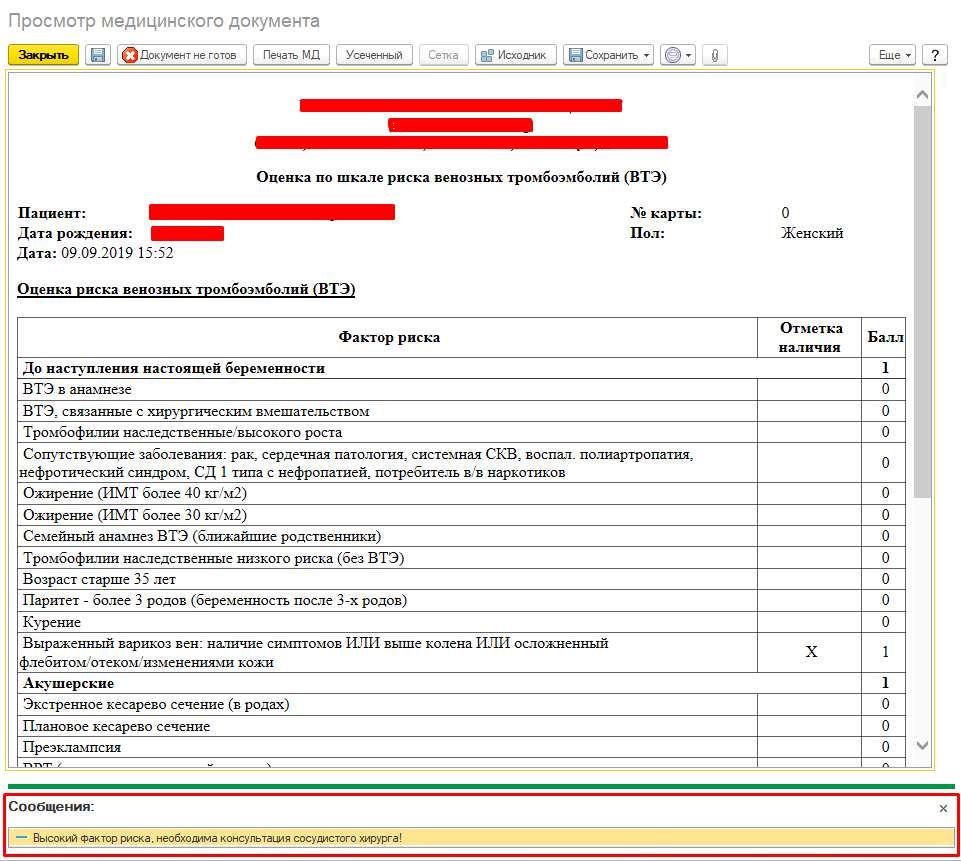 Просмотр медицинского документа
Закрыть Документ не готов Печать МД Усеченный Сетка Исходник Сохранить Еще ?
Оценка по шкале риска венозных тромбоэмболий (ВТЭ)
Пациент: № карты: 0
Дата рождения: Пол: Женский
Дата: 09.09.2019 15:52
Оценка риска венозных тромбоэмболий (ВТЭ)
Фактор риска Отметка наличия Балл
До наступления настоящей беременности 1
ВТЭ в анамнезе 0
ВТЭ, связанные с хирургическим вмешательством 0
Тромбофилии наследственные/высокого роста 0
Сопутствующие заболевания: рак, сердечная патология, системная СКВ, воспал. полиартропатия,
нефротический синдром, СД 1 типа с нефропатией, потребитель в/в наркотиков 0
Ожирение (ИМТ более 40 кг/м2) 0
Ожирение (ИМТ более 30 кг/м2) 0
Семейный анамнез ВТЭ (ближайшие родственники) 0
Тромбофилии наследственные низкого риска (без ВТЭ) 0
Возраст старше 35 лет 0
Паритет - более 3 родов (беременность после 3-х родов) 0
Курение 0
Выраженный варикоз вен: наличие симптомов ИЛИ выше колена ИЛИ осложненный
флебитом/отеком/изменениями кожи X 1
Акушерские 1
Экстренное кесарево сечение (в родах) 0
Плановое кесарево сечение 0
Преэклампсия 0
Сообщения:
Высокий фактор риска, необходима консультация сосудистого хирурга!